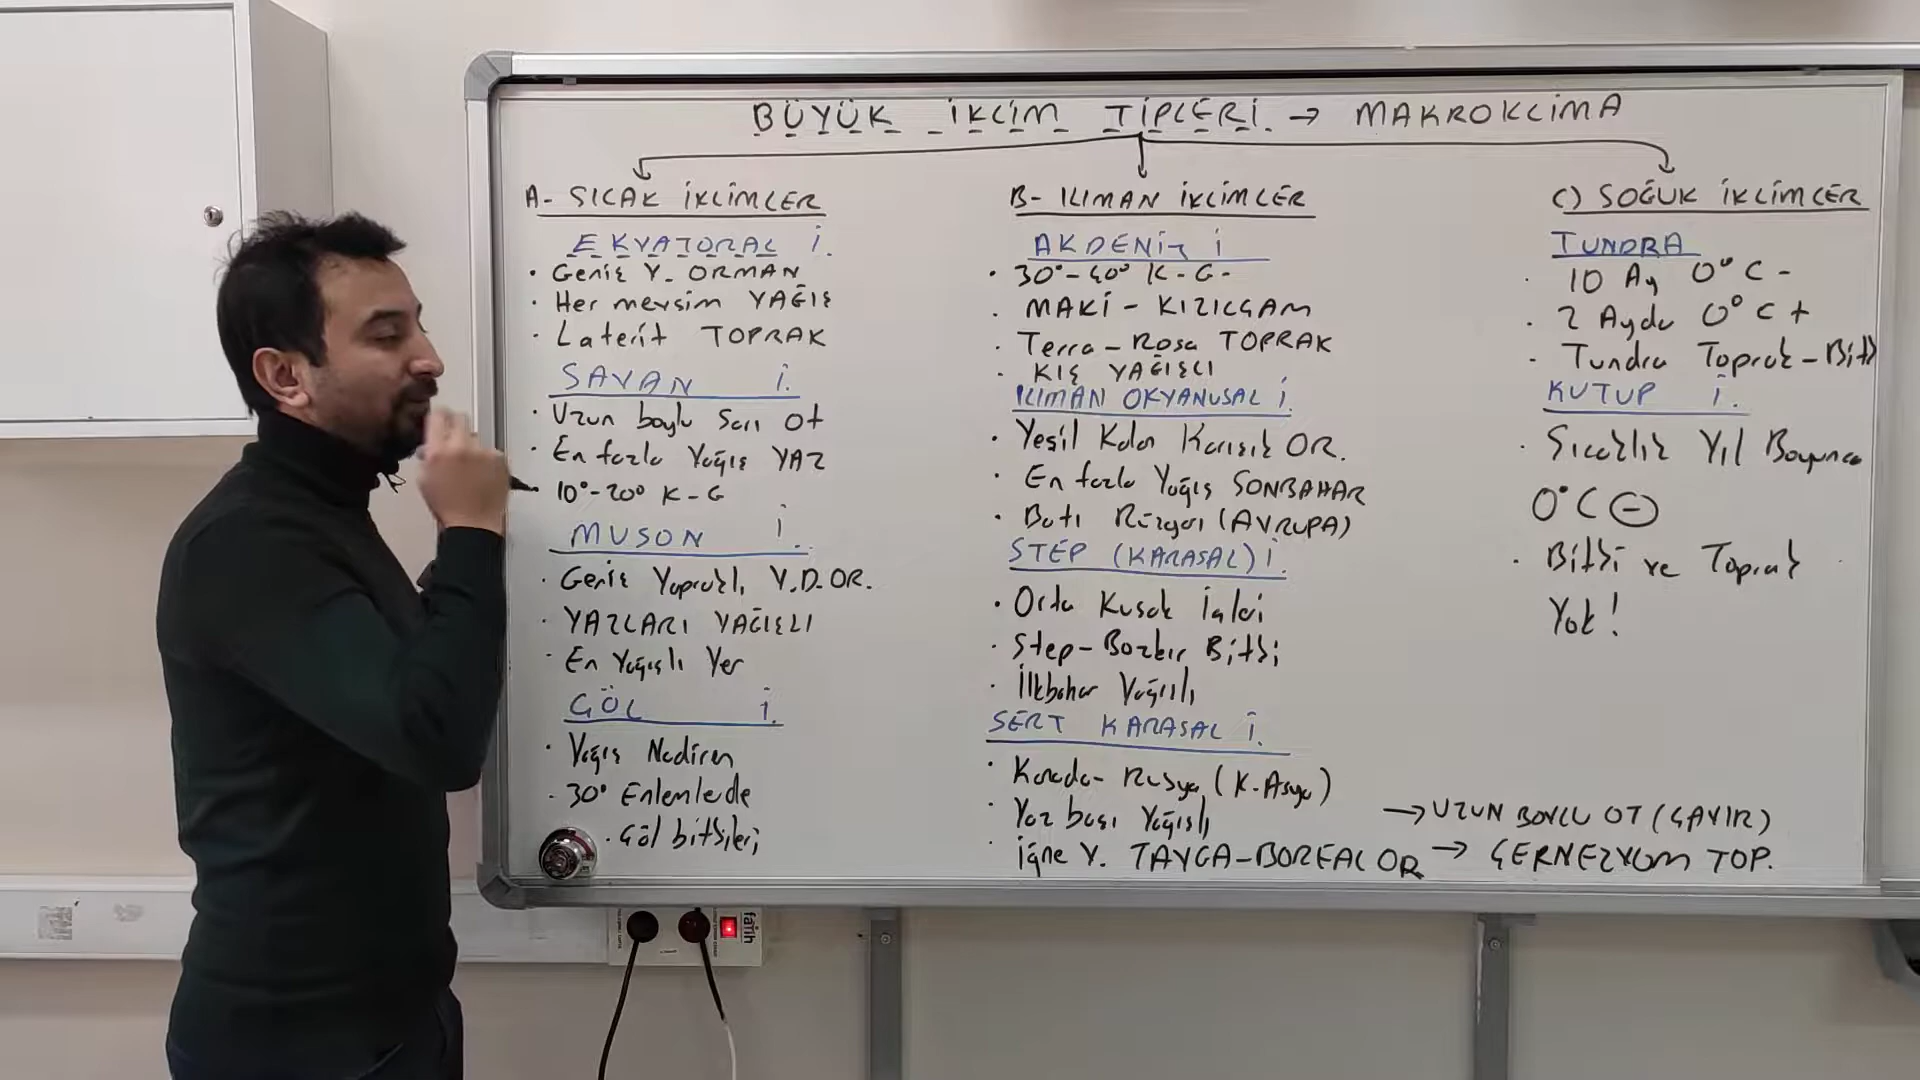 BÜYÜK İKLİM TİPLERİ. → MAKROKLİMA
A- SICAK İKLİMLER
EKVATORAL İ.
• Geniş Y. ORMAN
• Her mevsim YAĞIŞ
• Laterit TOPRAK
SAVAN İ.
• Uzun boylu Sarı Ot
• En fazla Yağış YAZ
• 10°-20° K-G
MUSON İ.
• Geniş Yapraklı, Y.D.OR.
• YAZLARI YAĞIŞLI
• En Yağışlı Yer
ÇÖL İ.
• Yağış Nadiren
• 30° Enlemlerde
• Çöl bitkileri
B- ILIMAN İKLİMLER
AKDENİZ İ
• 30°-40° K-G-
• MAKİ - KIZILÇAM
• Terra-Rosa TOPRAK
• KIŞ YAĞIŞLI
ILIMAN OKYANUSAL İ.
• Yeşil Kalan Karışık OR.
• En fazla Yağış SONBAHAR
• Batı Rüzgarı (AVRUPA)
STEP (KARASAL) İ.
• Orta Kuşak İçleri
• Step-Bozkır Bitki
• İlkbahar Yağışlı
SERT KARASAL İ.
• Kanada- Rusya (K-Asya)
• Yaz başı Yağışlı → UZUN BOYLU OT (ÇAYIR)
• İğne Y. TAYGA-BOREAL OR → ÇERNEZYOM TOP.
C) SOĞUK İKLİMLER
TUNDRA
• 10 Ay 0°C -
• 2 Ayda 0°C +
• Tundra Toprak-Bitki
KUTUP İ.
• Sıcaklık Yıl Boyunca
0°C -
• Bitki ve Toprak
Yok!
fatih